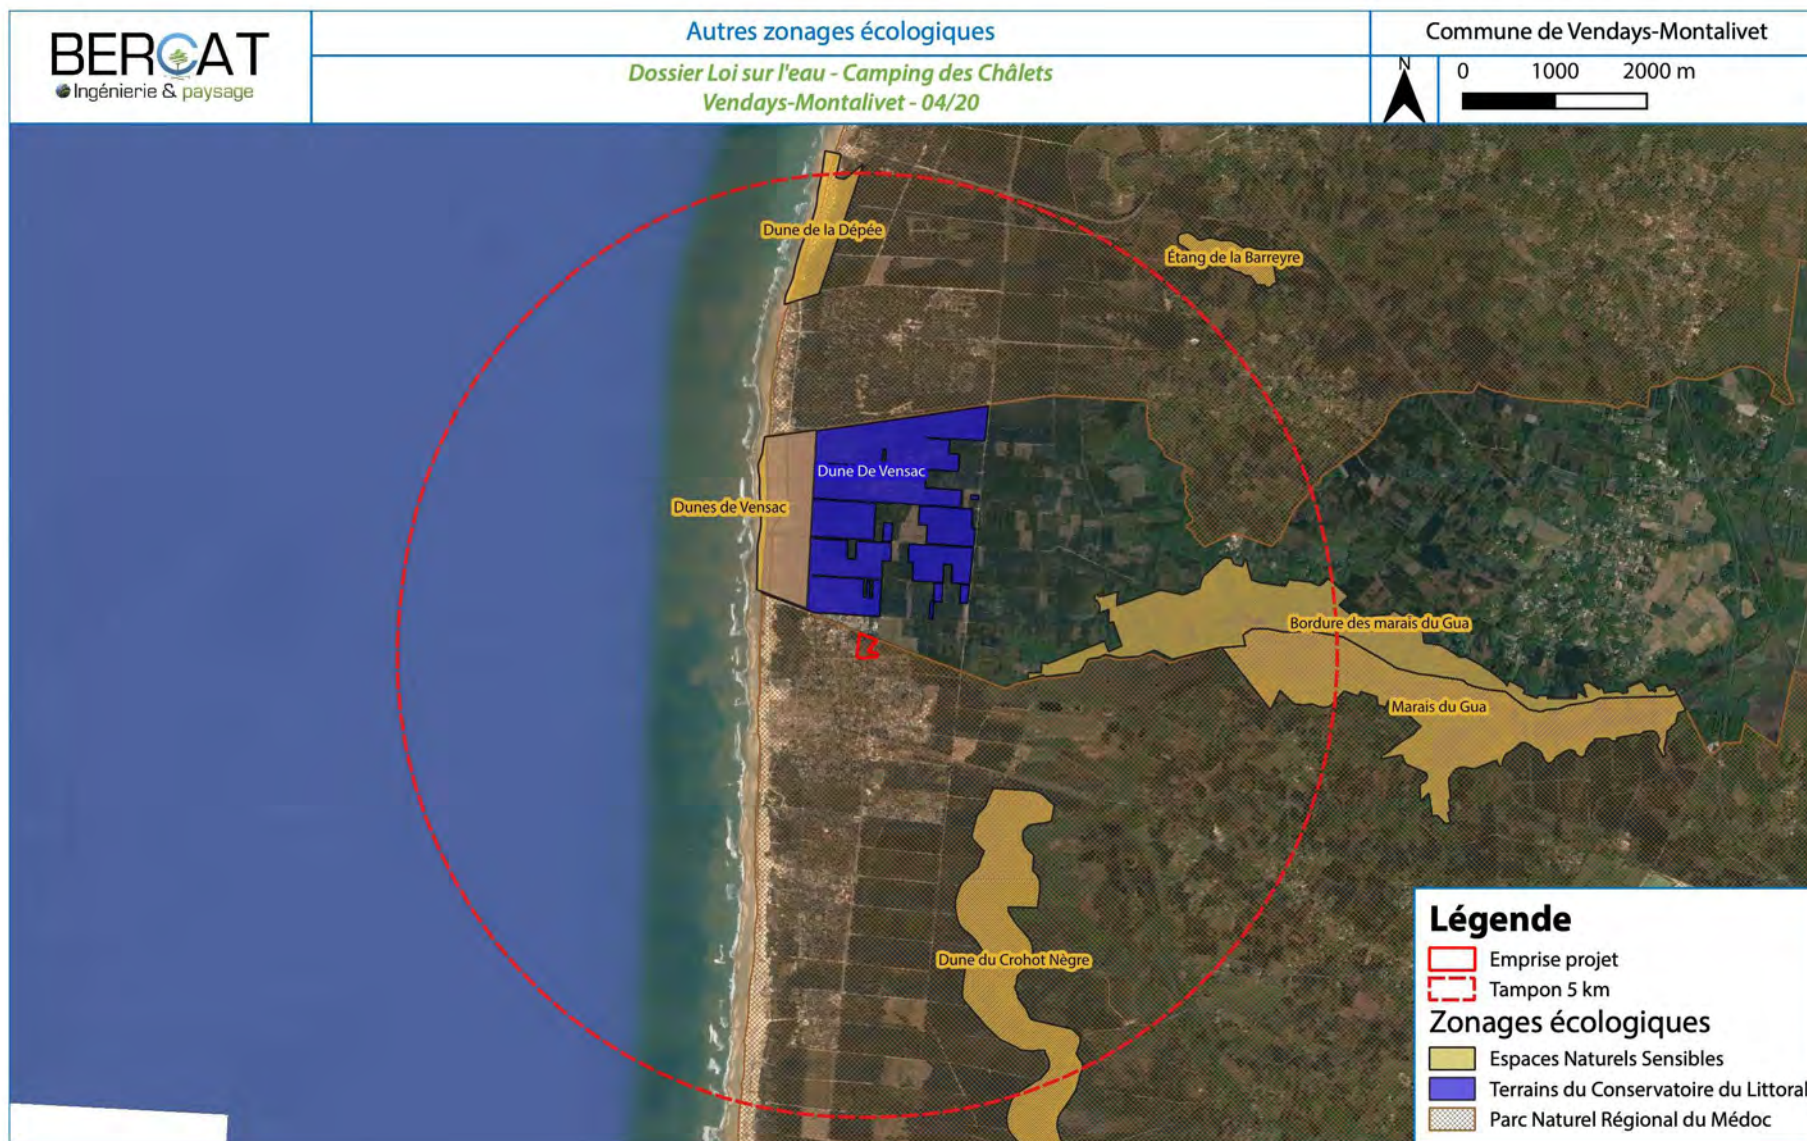 BERCAT
Ingénierie & paysage
Autres zonages écologiques
Dossier Loi sur l'eau - Camping des Châlets
Vendays-Montalivet - 04/20
Commune de Vendays-Montalivet
N
0 1000 2000 m
Dune de la Dépée
Étang de la Barreyre
Dune De Vensac
Dunes de Vensac
Bordure des marais du Gua
Marais du Gua
Dune du Crohot Nègre
Légende
Emprise projet
Tampon 5 km
Zonages écologiques
Espaces Naturels Sensibles
Terrains du Conservatoire du Littoral
Parc Naturel Régional du Médoc